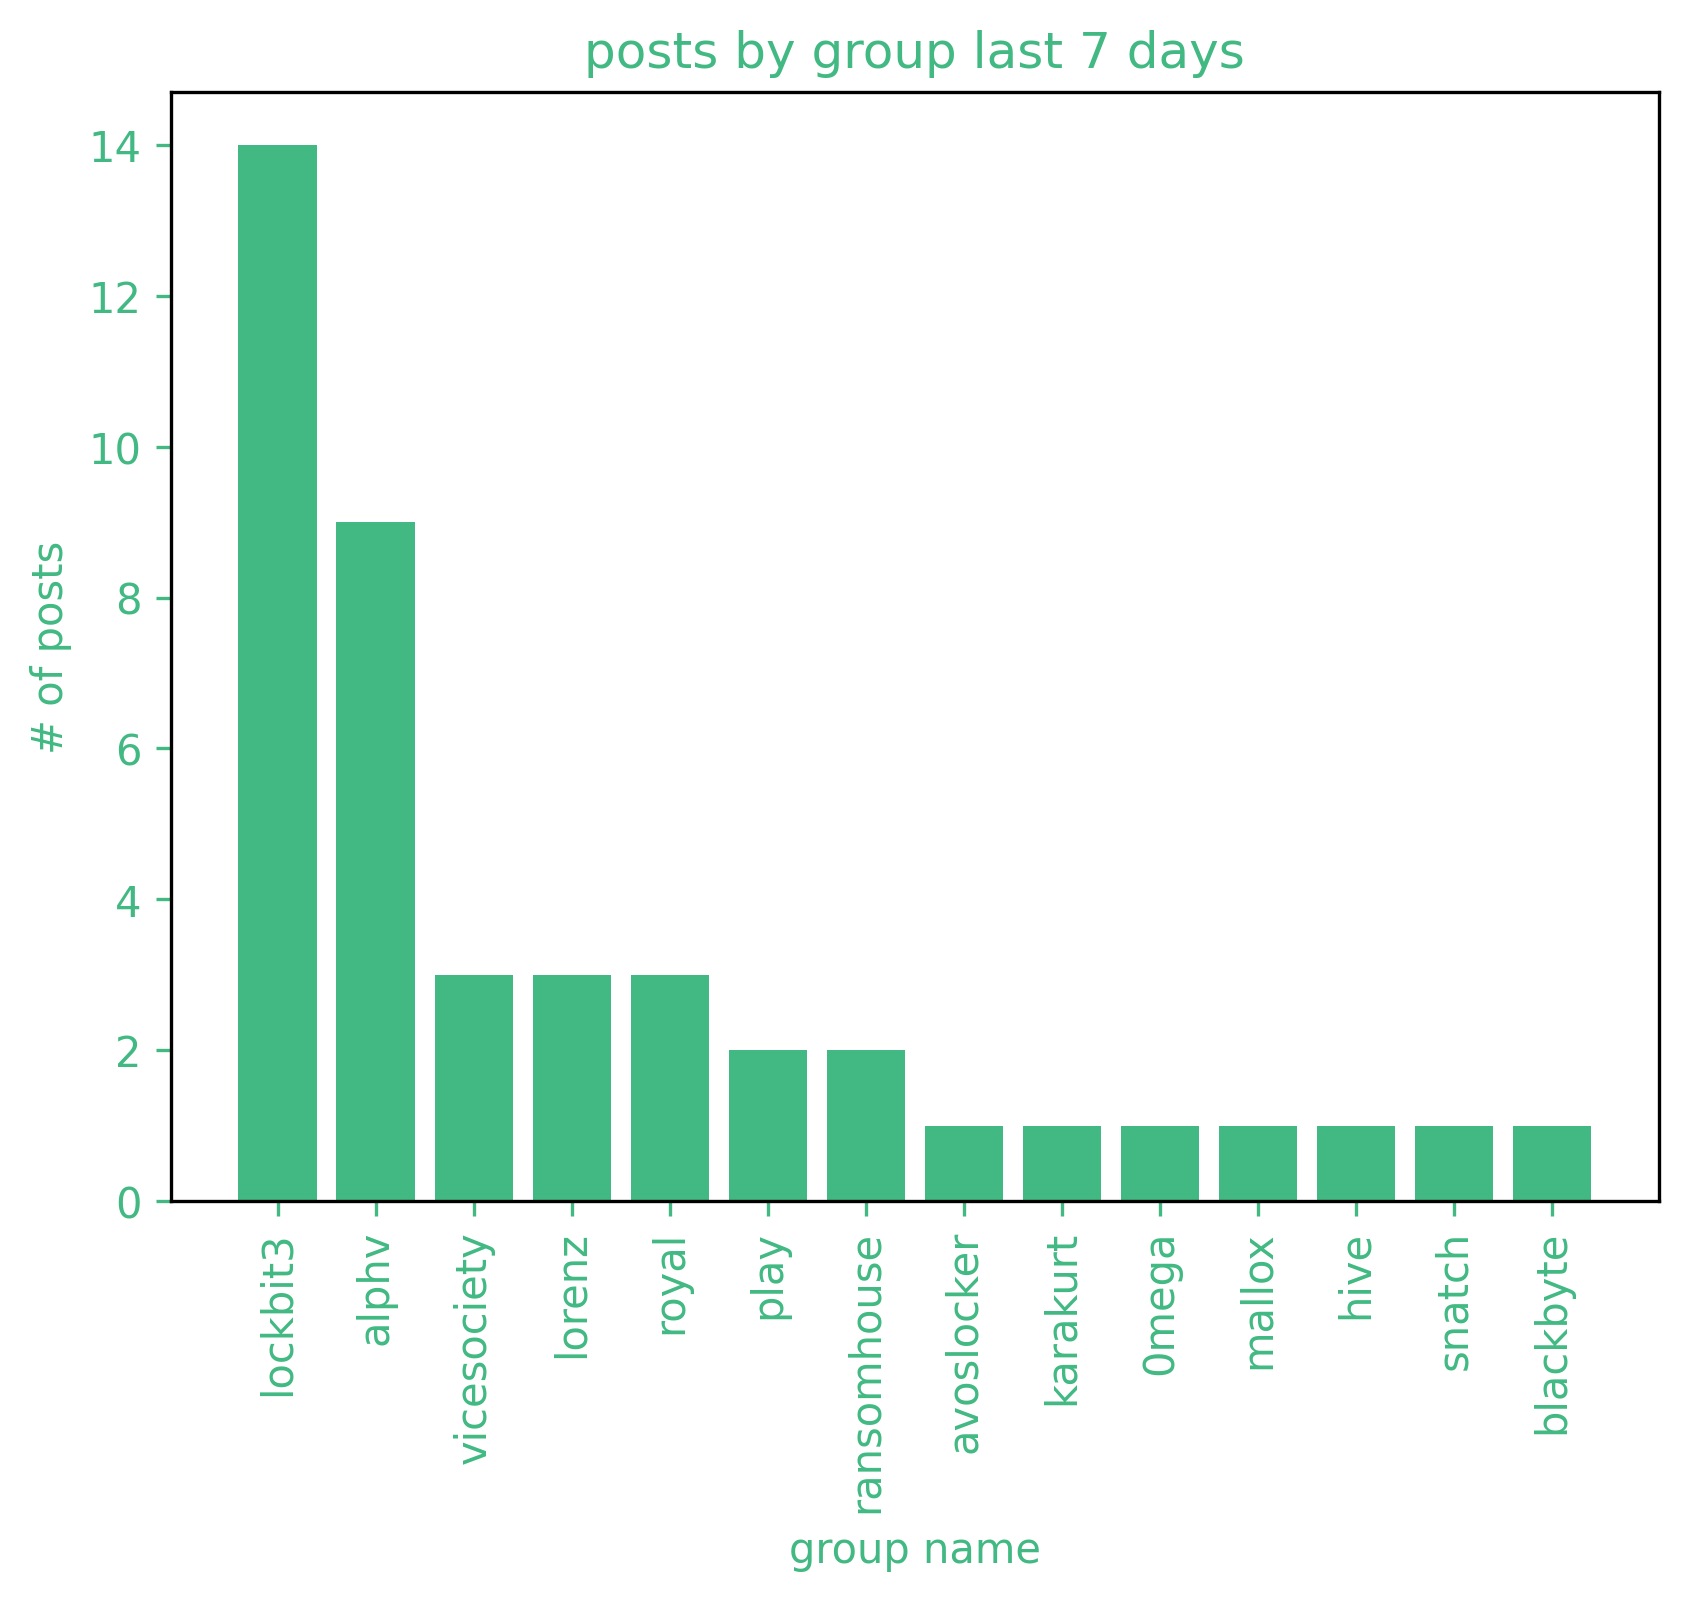 posts by group last 7 days
# of posts
14
12
10
8
6
4
2
0
lockbit3
alphv
vicesociety
lorenz
royal
play
ransomhouse
avoslocker
karakurt
0mega
mallox
hive
snatch
blackbyte
group name